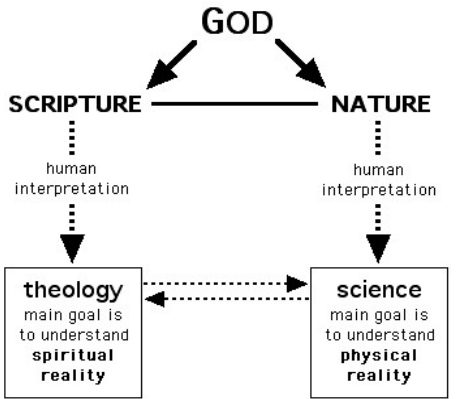 GOD
SCRIPTURE
NATURE
human
interpretation
human
interpretation
theology
main goal is
to understand
spiritual
reality
science
main goal is
to understand
physical
reality